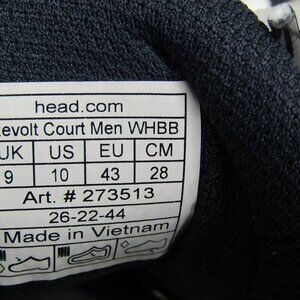 head.com
Revolt Court Men WHBB
UK US EU CM
9 10 43 28
Art. # 273513
26-22-44
Made in Vietnam